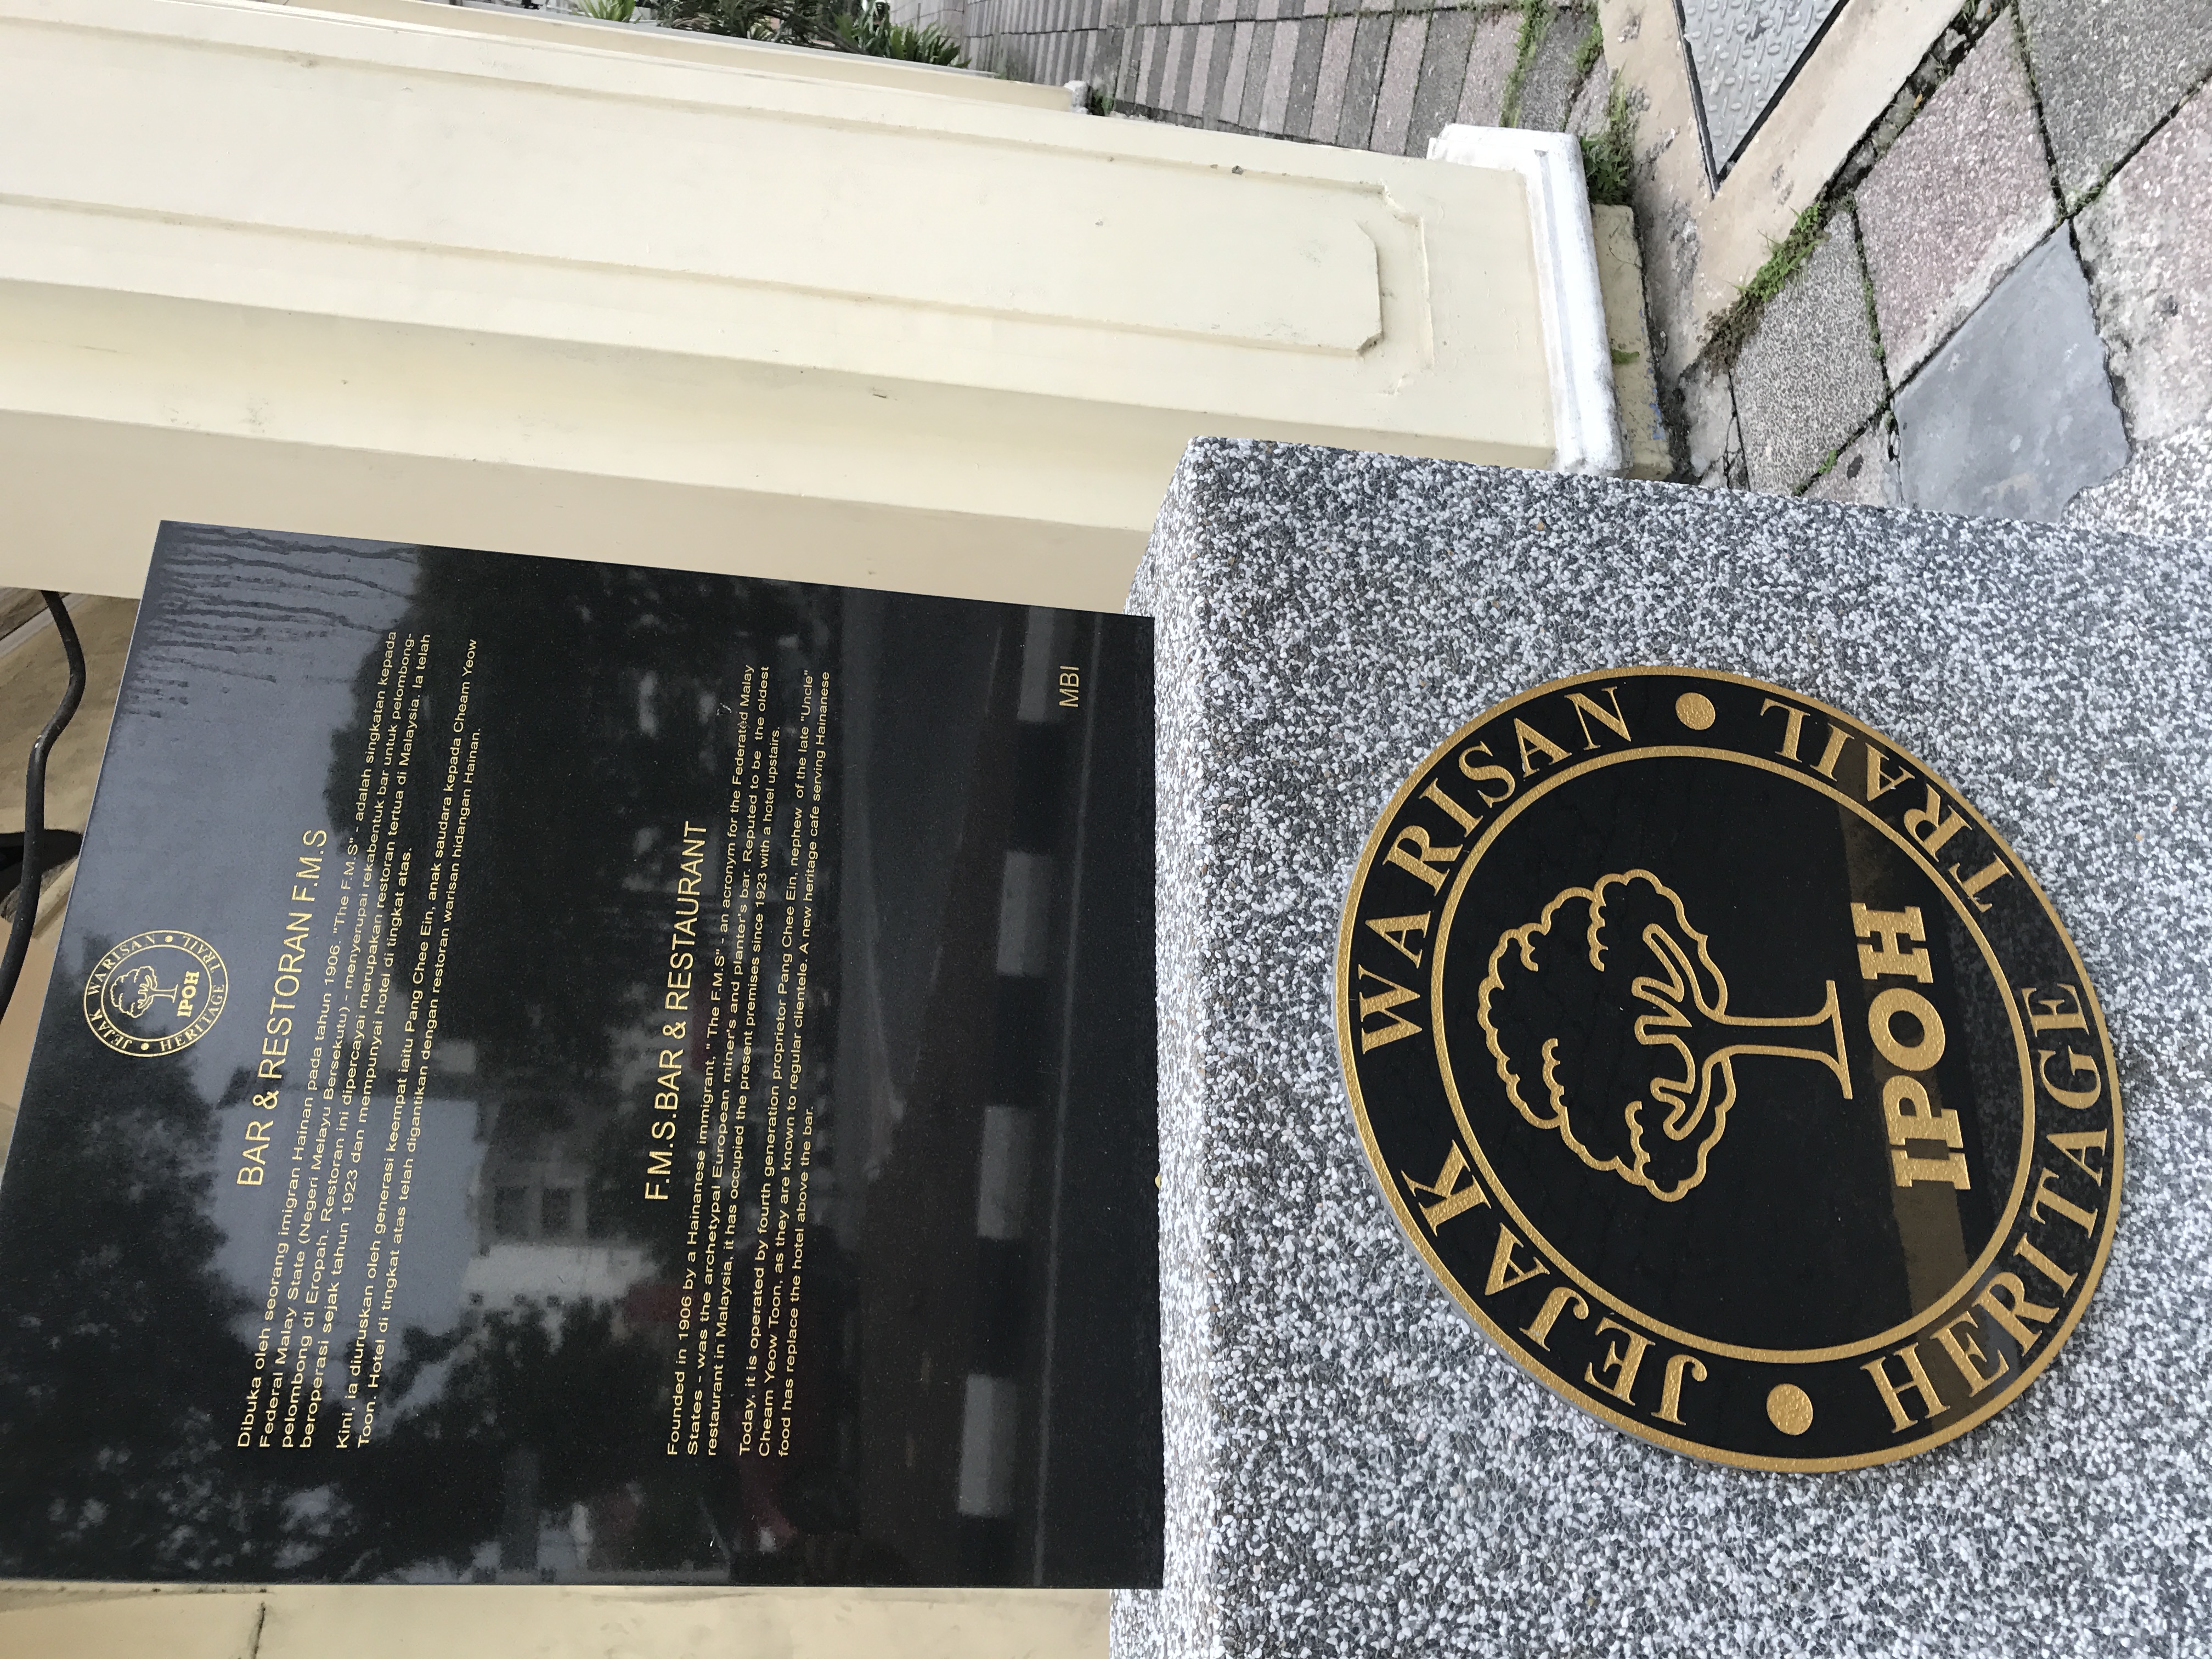 JEJAK WARISAN
IPOH
HERITAGE TRAIL
BAR & RESTORAN F.M.S
Dibuka oleh seorang imigran Hainan pada tahun 1906. "The F.M.S" - adalah singkatan kepada
Federal Malay State (Negeri Melayu Bersekutu) - menyerupai rekabentuk bar untuk pelombong-
pelombong di Eropah. Restoran ini dipercayai merupakan restoran tertua di Malaysia. Ia telah
beroperasi sejak tahun 1923 dan mempunyai hotel di tingkat atas.
Kini, ia diuruskan oleh generasi keempat iaitu Pang Chee Ein, anak saudara kepada Cheam Yeow
Toon. Hotel di tingkat atas telah digantikan dengan restoran warisan hidangan Hainan.
F.M.S.BAR & RESTAURANT
Founded in 1906 by a Hainanese immigrant, " The F.M.S" - an acronym for the Federated Malay
States - was the archetypal European miner's and planter's bar. Reputed to be the oldest
restaurant in Malaysia, it has occupied the present premises since 1923 with a hotel upstairs.
Today, it is operated by fourth generation proprietor Pang Chee Ein, nephew of the late "Uncle"
Cheam Yeow Toon, as they are known to regular clientele. A new heritage cafe serving Hainanese
food has replace the hotel above the bar.
MBI
JEJAK WARISAN
IPOH
HERITAGE TRAIL